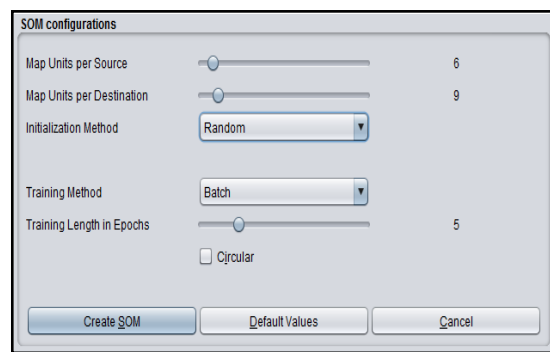 SOM configurations
Map Units per Source 6
Map Units per Destination 9
Initialization Method Random
Training Method Batch
Training Length in Epochs 5
Circular
Create SOM Default Values Cancel